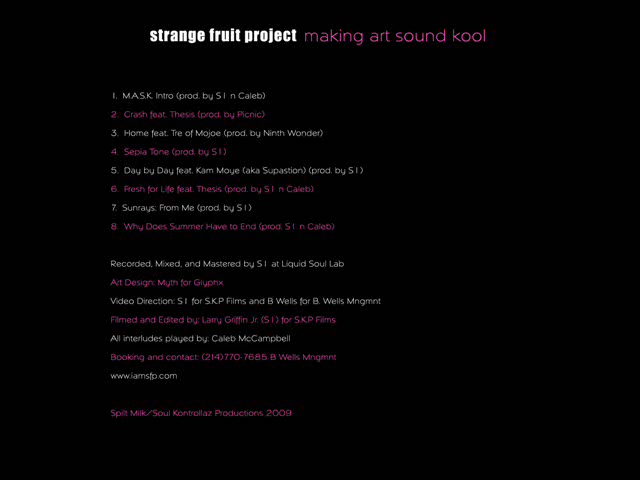 strange fruit project making art sound kool
1. M.A.S.K. Intro (prod. by S1 n Caleb)
2. Crash feat. Thesis (prod. by Picnic)
3. Home feat. Tre of Mojoe (prod. by Ninth Wonder)
4. Sepia Tone (prod. by S1)
5. Day by Day feat. Kam Moye (aka Supastion) (prod. by S1)
6. Fresh for Life feat. Thesis (prod. by S1 n Caleb)
7. Sunrays: From Me (prod. by S1)
8. Why Does Summer Have to End (prod. S1 n Caleb)
Recorded, Mixed, and Mastered by S1 at Liquid Soul Lab
Art Design: Myth for Glyphx
Video Direction: S1 for S.K.P Films and B Wells for B. Wells Mngmnt
Filmed and Edited by: Larry Griffin Jr. (S1) for S.K.P Films
All interludes played by: Caleb McCampbell
Booking and contact: (214)770-7685 B Wells Mngmnt
www.iamsfp.com
Spilt Milk/Soul Kontrollaz Productions 2009